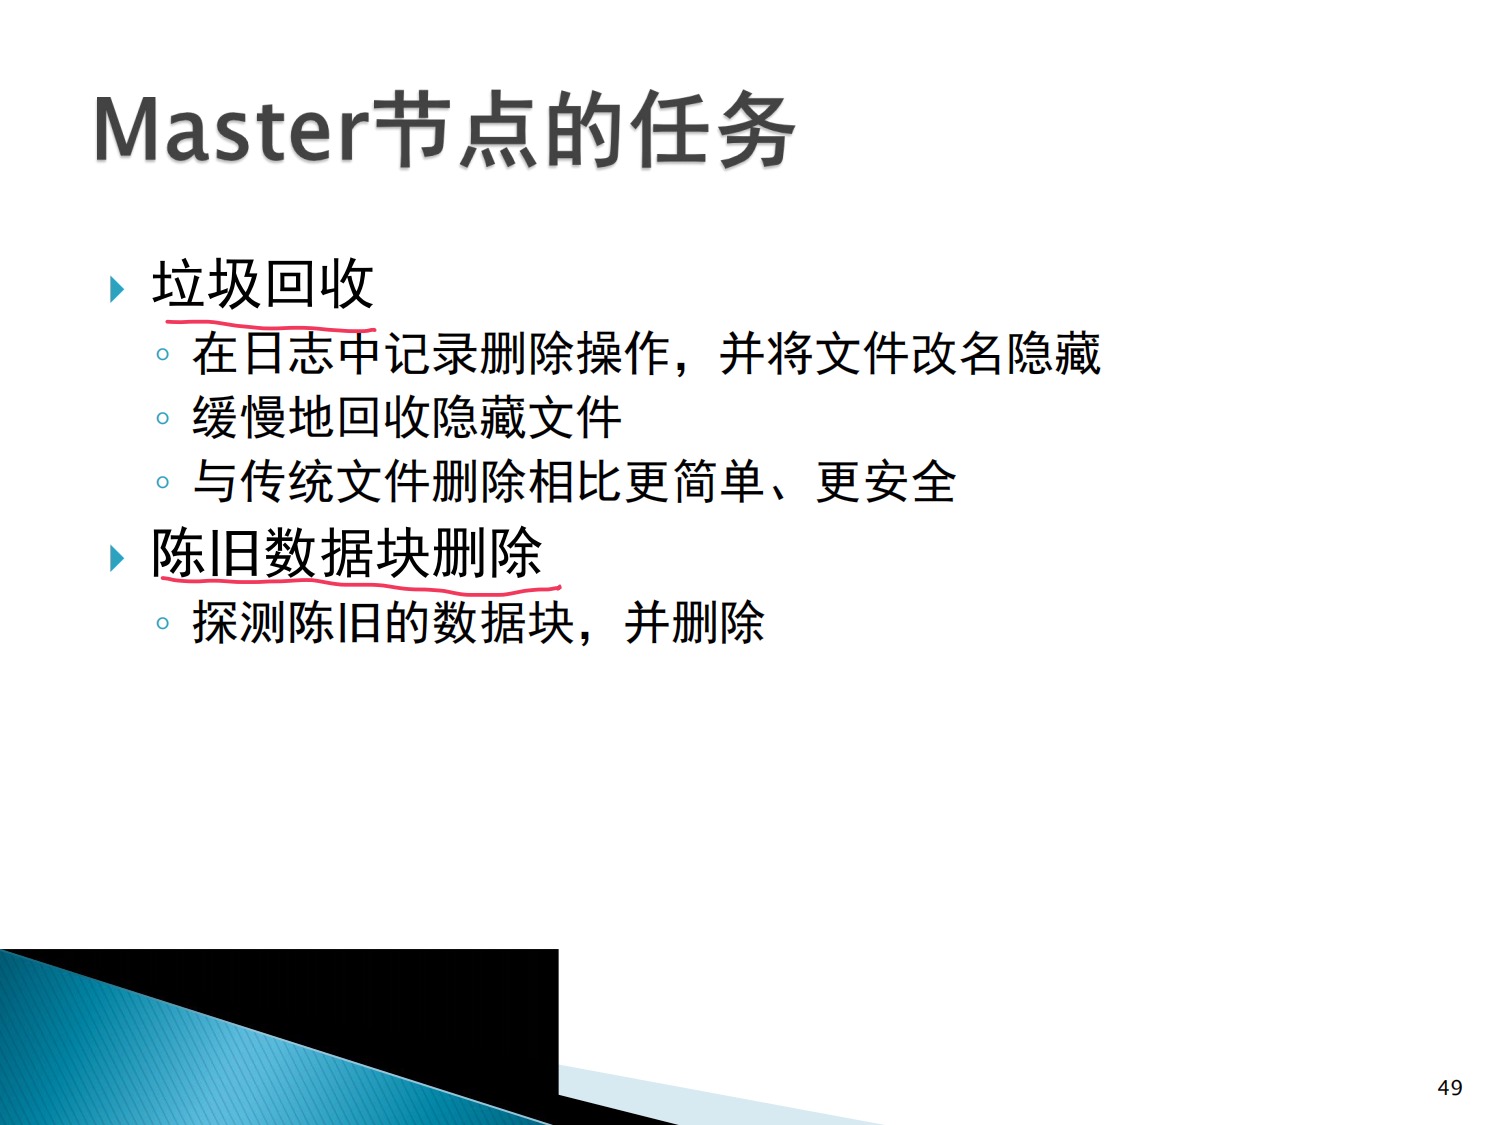 Master节点的任务
垃圾回收
在日志中记录删除操作，并将文件改名隐藏
缓慢地回收隐藏文件
与传统文件删除相比更简单、更安全
陈旧数据块删除
探测陈旧的数据块，并删除
49